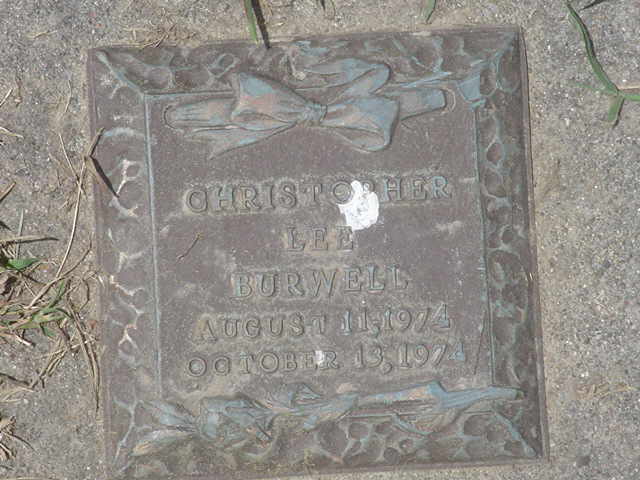 CHRISTOPHER
LEE
BURWELL
AUGUST 11, 1974
OCTOBER 13, 1974